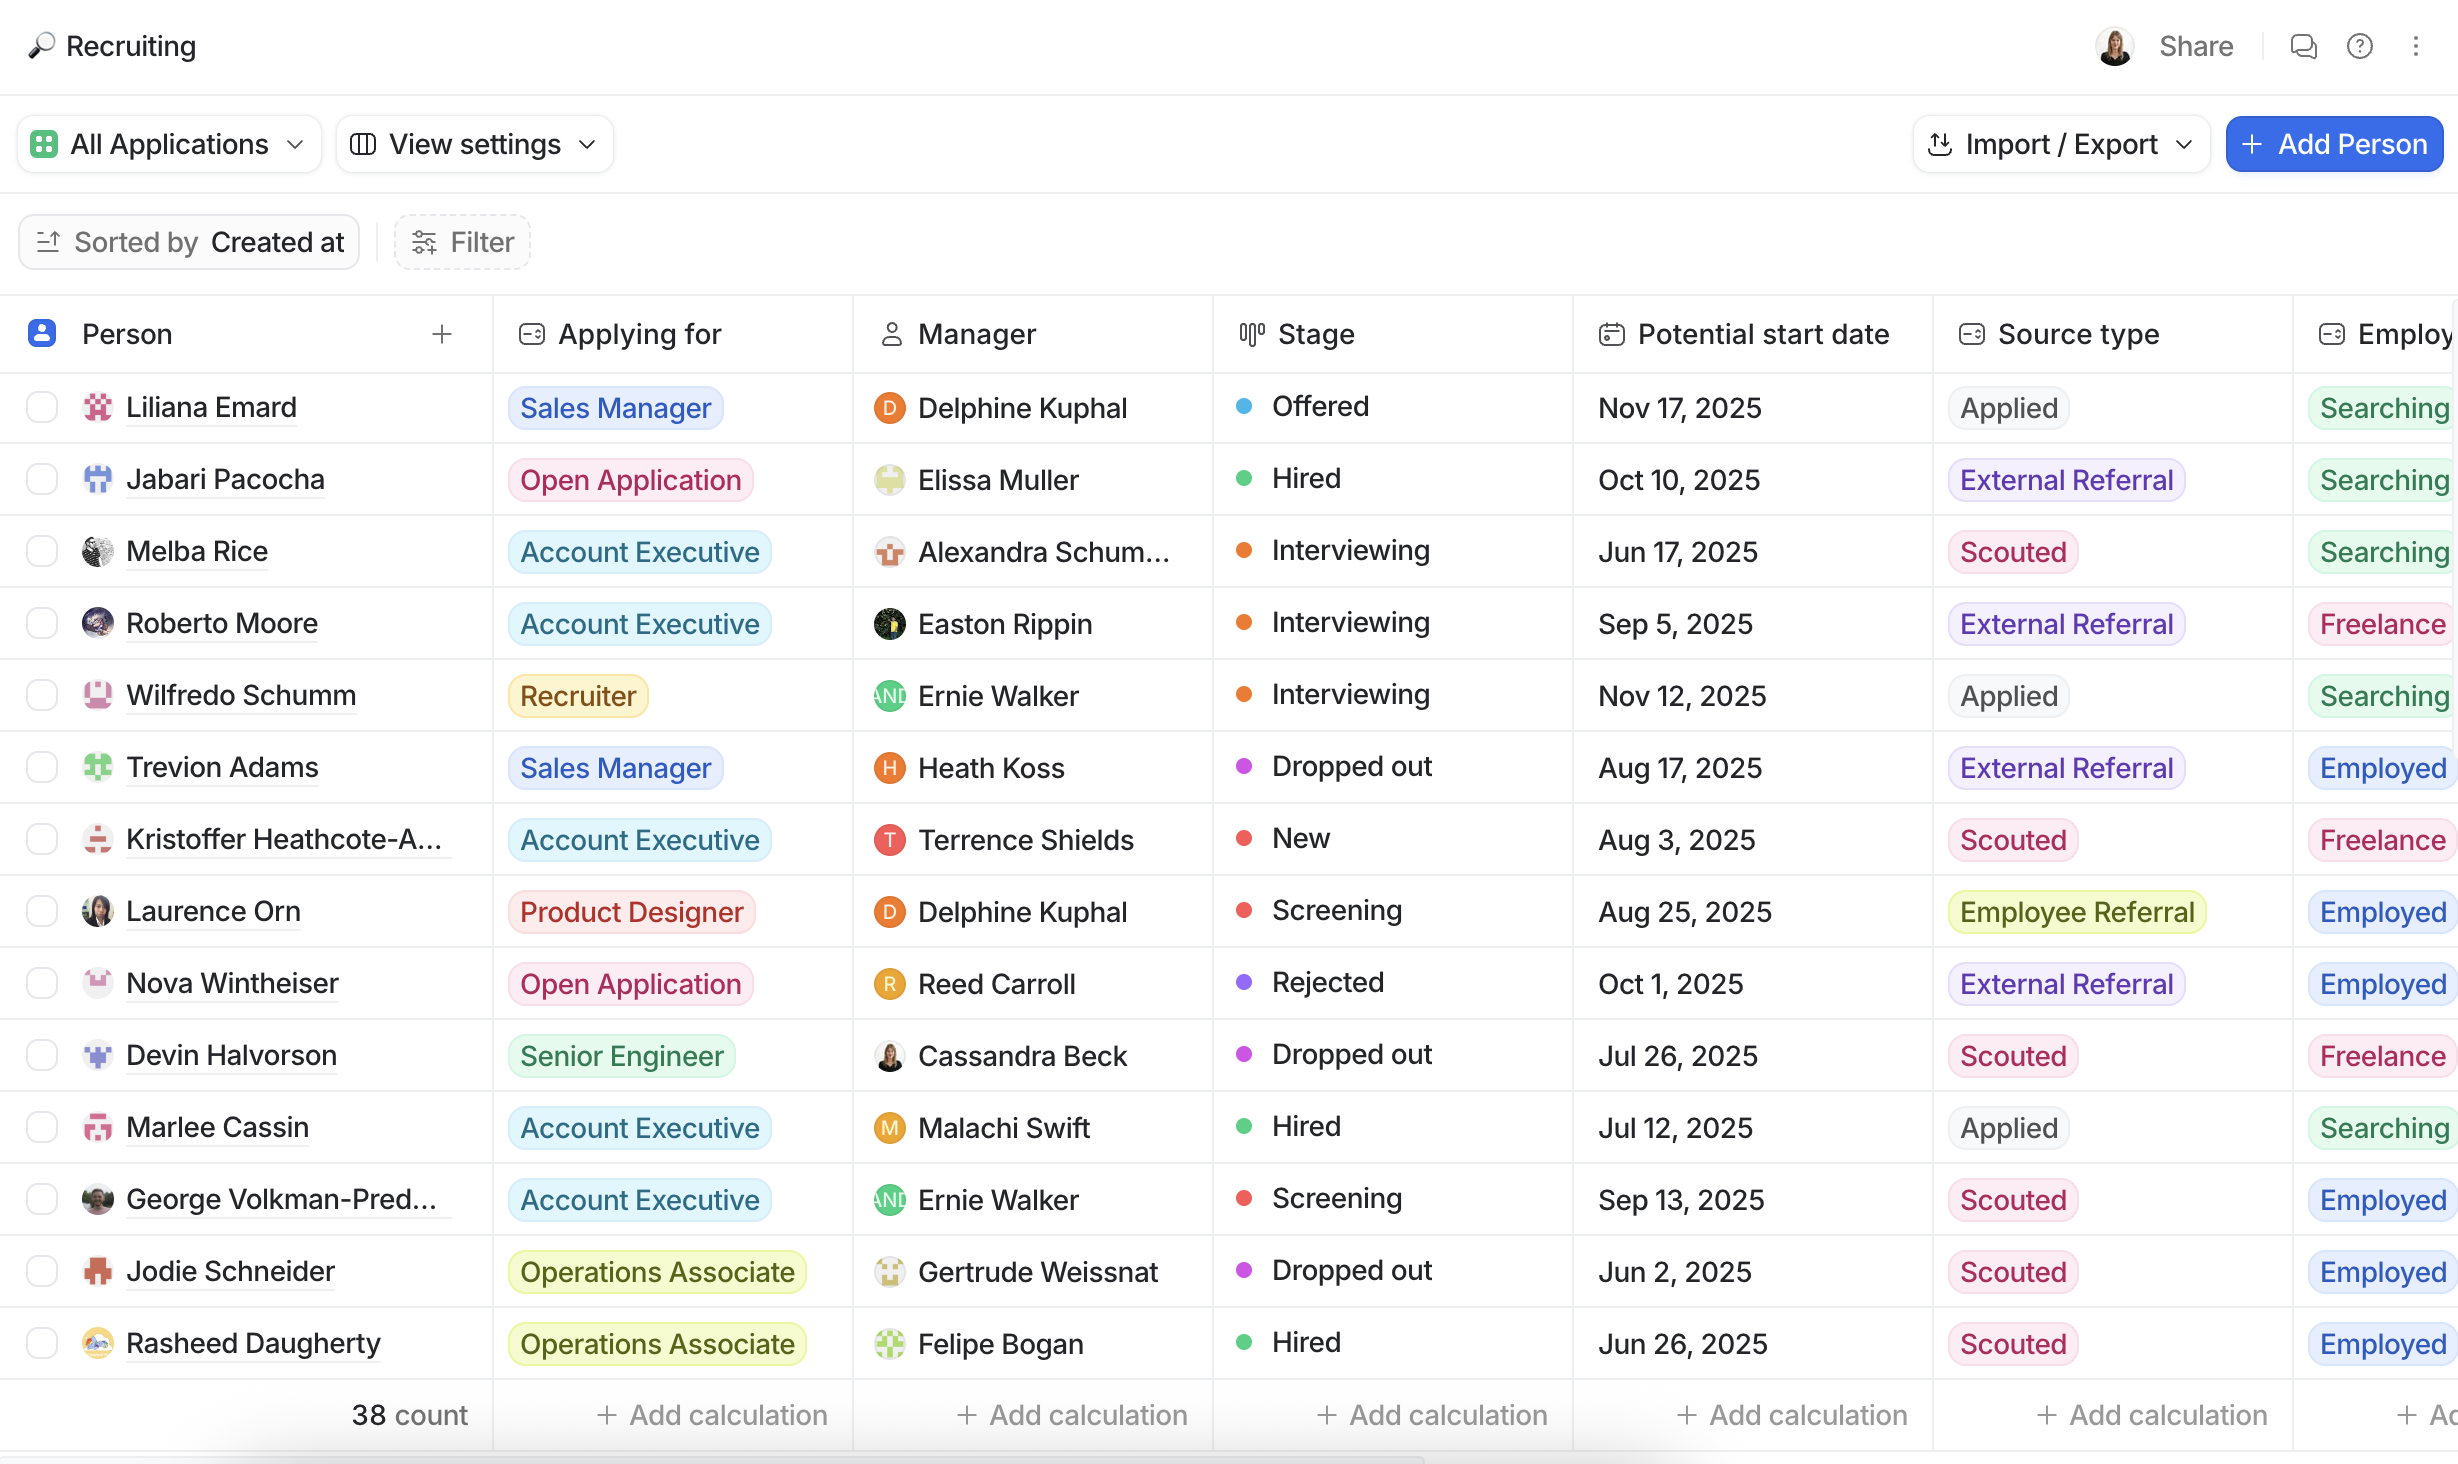 Recruiting Share
All Applications View settings Import / Export Add Person
Sorted by Created at Filter
Person Applying for Manager Stage Potential start date Source type Employ
Liliana Emard Sales Manager D Delphine Kuphal Offered Nov 17, 2025 Applied Searching
Jabari Pacocha Open Application Elissa Muller Hired Oct 10, 2025 External Referral Searching
Melba Rice Account Executive Alexandra Schum... Interviewing Jun 17, 2025 Scouted Searching
Roberto Moore Account Executive Easton Rippin Interviewing Sep 5, 2025 External Referral Freelance
Wilfredo Schumm Recruiter AND Ernie Walker Interviewing Nov 12, 2025 Applied Searching
Trevion Adams Sales Manager H Heath Koss Dropped out Aug 17, 2025 External Referral Employed
Kristoffer Heathcote-A... Account Executive T Terrence Shields New Aug 3, 2025 Scouted Freelance
Laurence Orn Product Designer D Delphine Kuphal Screening Aug 25, 2025 Employee Referral Employed
Nova Wintheiser Open Application R Reed Carroll Rejected Oct 1, 2025 External Referral Employed
Devin Halvorson Senior Engineer Cassandra Beck Dropped out Jul 26, 2025 Scouted Freelance
Marlee Cassin Account Executive M Malachi Swift Hired Jul 12, 2025 Applied Searching
George Volkman-Pred... Account Executive AND Ernie Walker Screening Sep 13, 2025 Scouted Employed
Jodie Schneider Operations Associate Gertrude Weissnat Dropped out Jun 2, 2025 Scouted Employed
Rasheed Daugherty Operations Associate Felipe Bogan Hired Jun 26, 2025 Scouted Employed
38 count + Add calculation + Add calculation + Add calculation + Add calculation + Add calculation + Ad